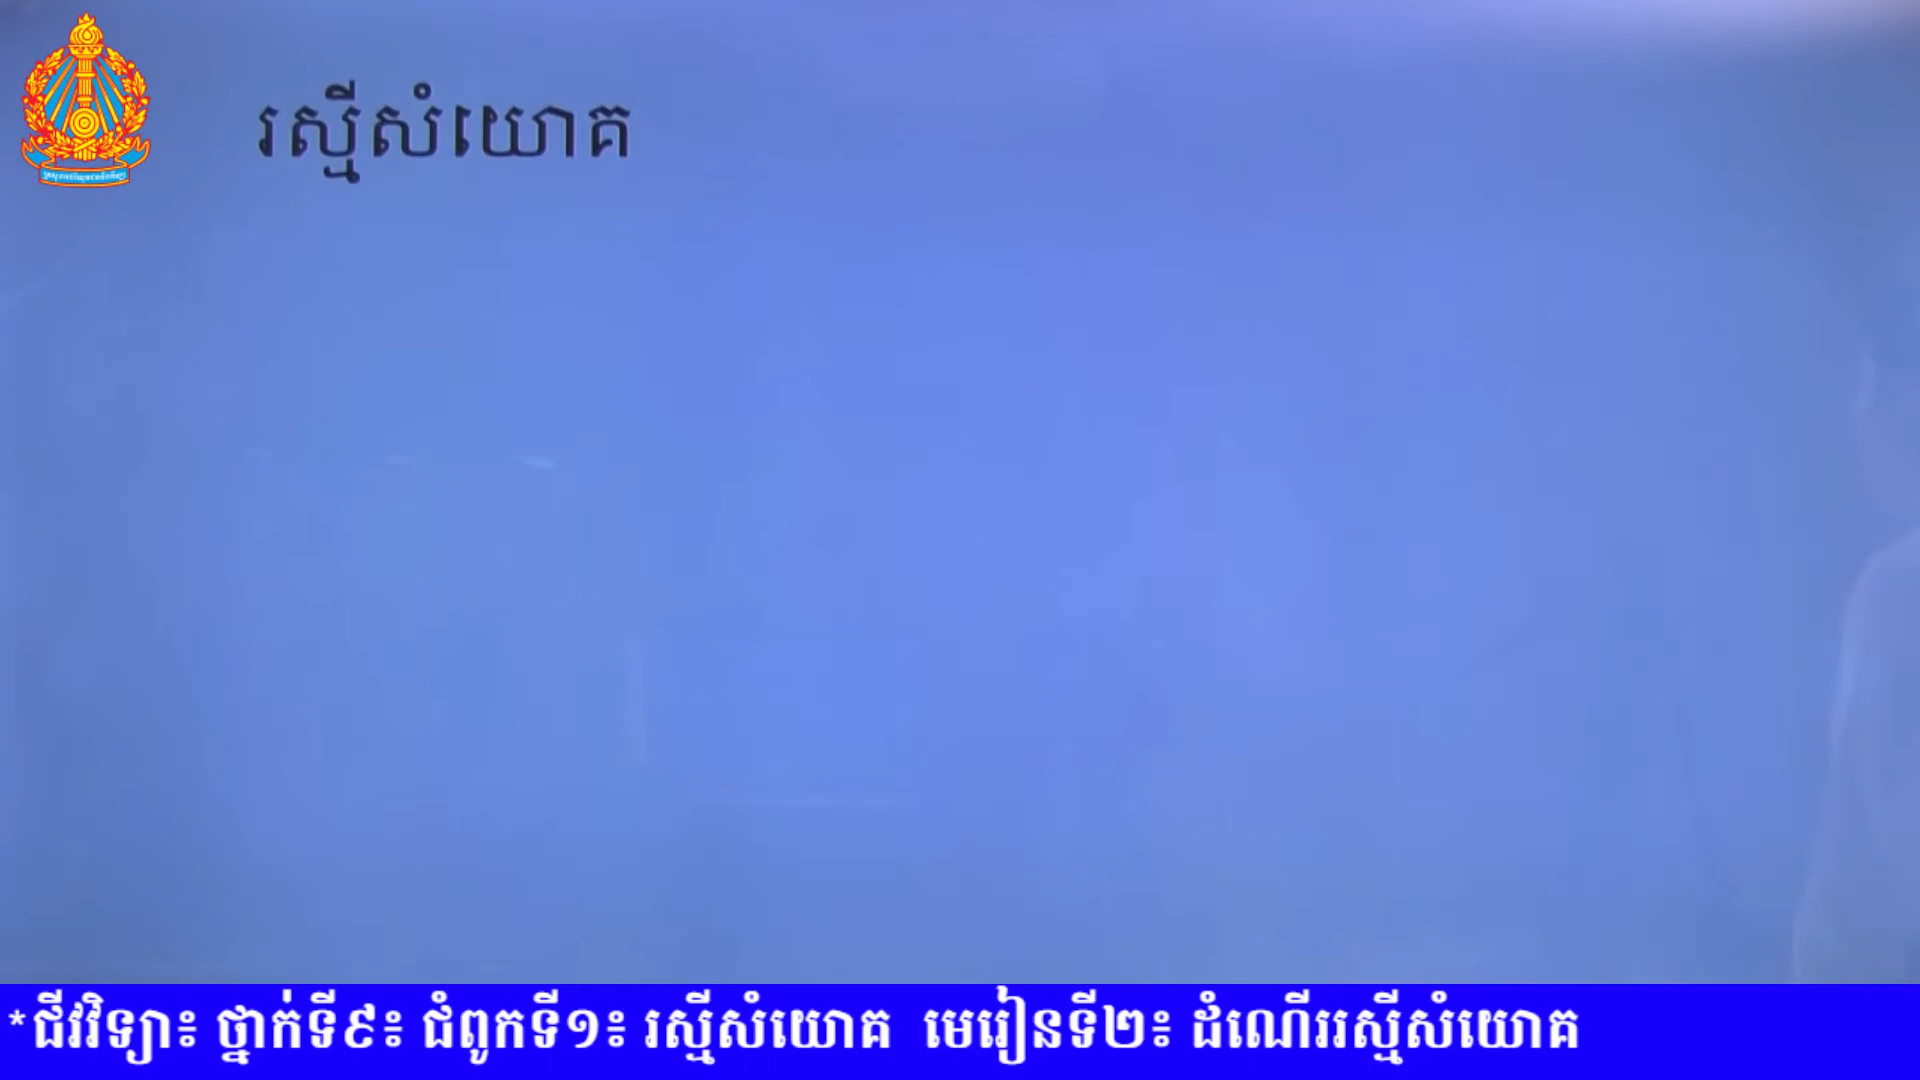 រស្មីសំយោគ
*ជីវវិទ្យា៖ ថ្នាក់ទី៩៖ ជំពូកទី១៖ រស្មីសំយោគ មេរៀនទី២៖ ដំណើររស្មីសំយោគ